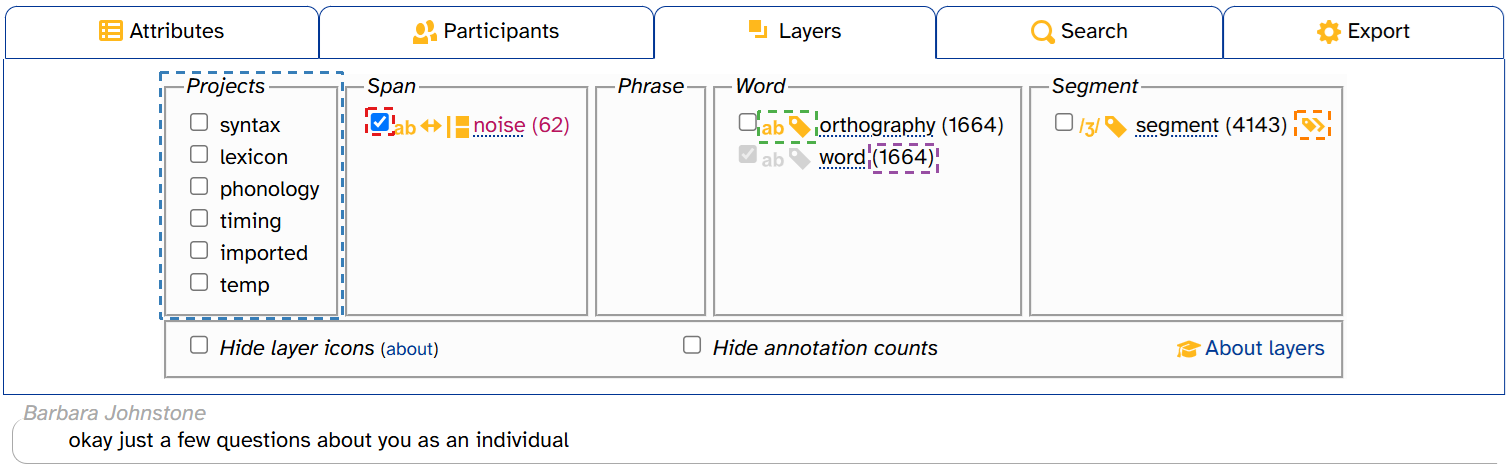 Attributes Participants Layers Search Export
Projects Span Phrase Word Segment
syntax ab noise (62) ab orthography (1664) /ʒ/ segment (4143)
lexicon ab word (1664)
phonology
timing
imported
temp
Hide layer icons (about) Hide annotation counts About layers
Barbara Johnstone
okay just a few questions about you as an individual